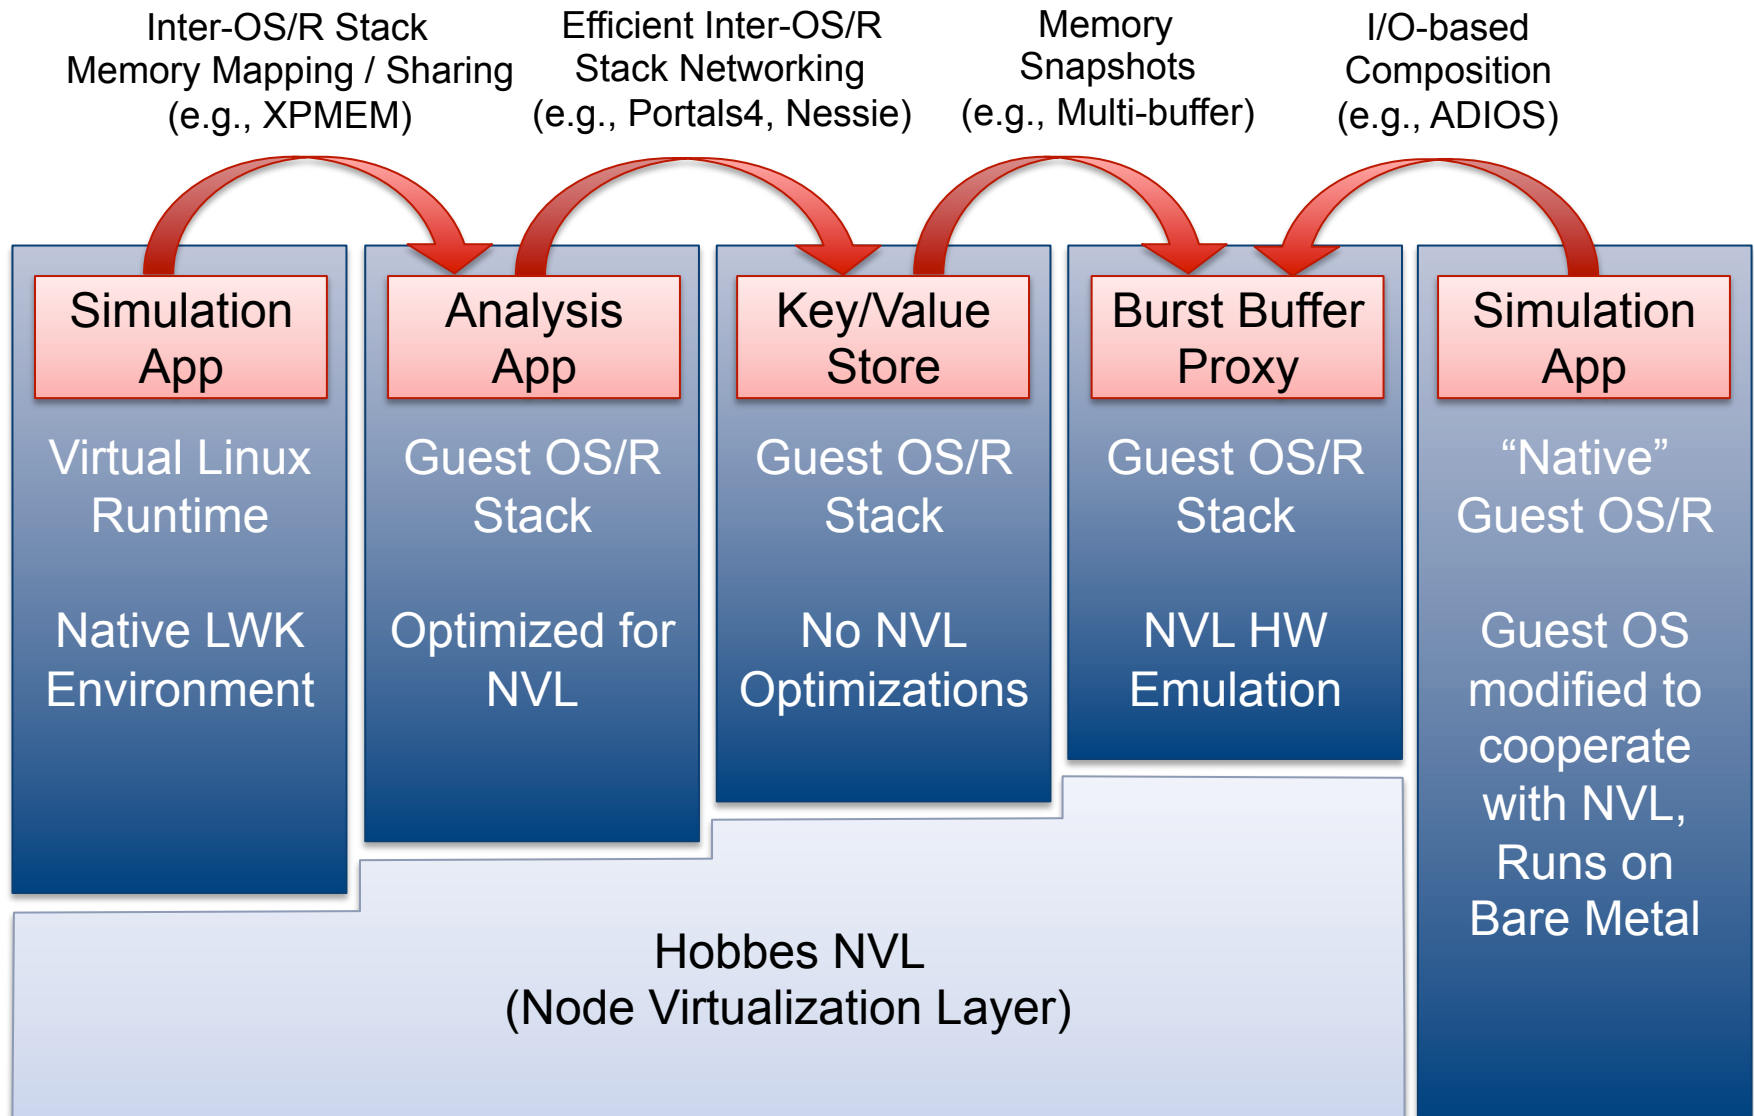 Inter-OS/R Stack
Memory Mapping / Sharing
(e.g., XPMEM)
Efficient Inter-OS/R
Stack Networking
(e.g., Portals4, Nessie)
Memory
Snapshots
(e.g., Multi-buffer)
I/O-based
Composition
(e.g., ADIOS)
Simulation
App
Virtual Linux
Runtime
Native LWK
Environment
Analysis
App
Guest OS/R
Stack
Optimized for
NVL
Key/Value
Store
Guest OS/R
Stack
No NVL
Optimizations
Burst Buffer
Proxy
Guest OS/R
Stack
NVL HW
Emulation
Simulation
App
“Native”
Guest OS/R
Guest OS
modified to
cooperate
with NVL,
Runs on
Bare Metal
Hobbes NVL
(Node Virtualization Layer)